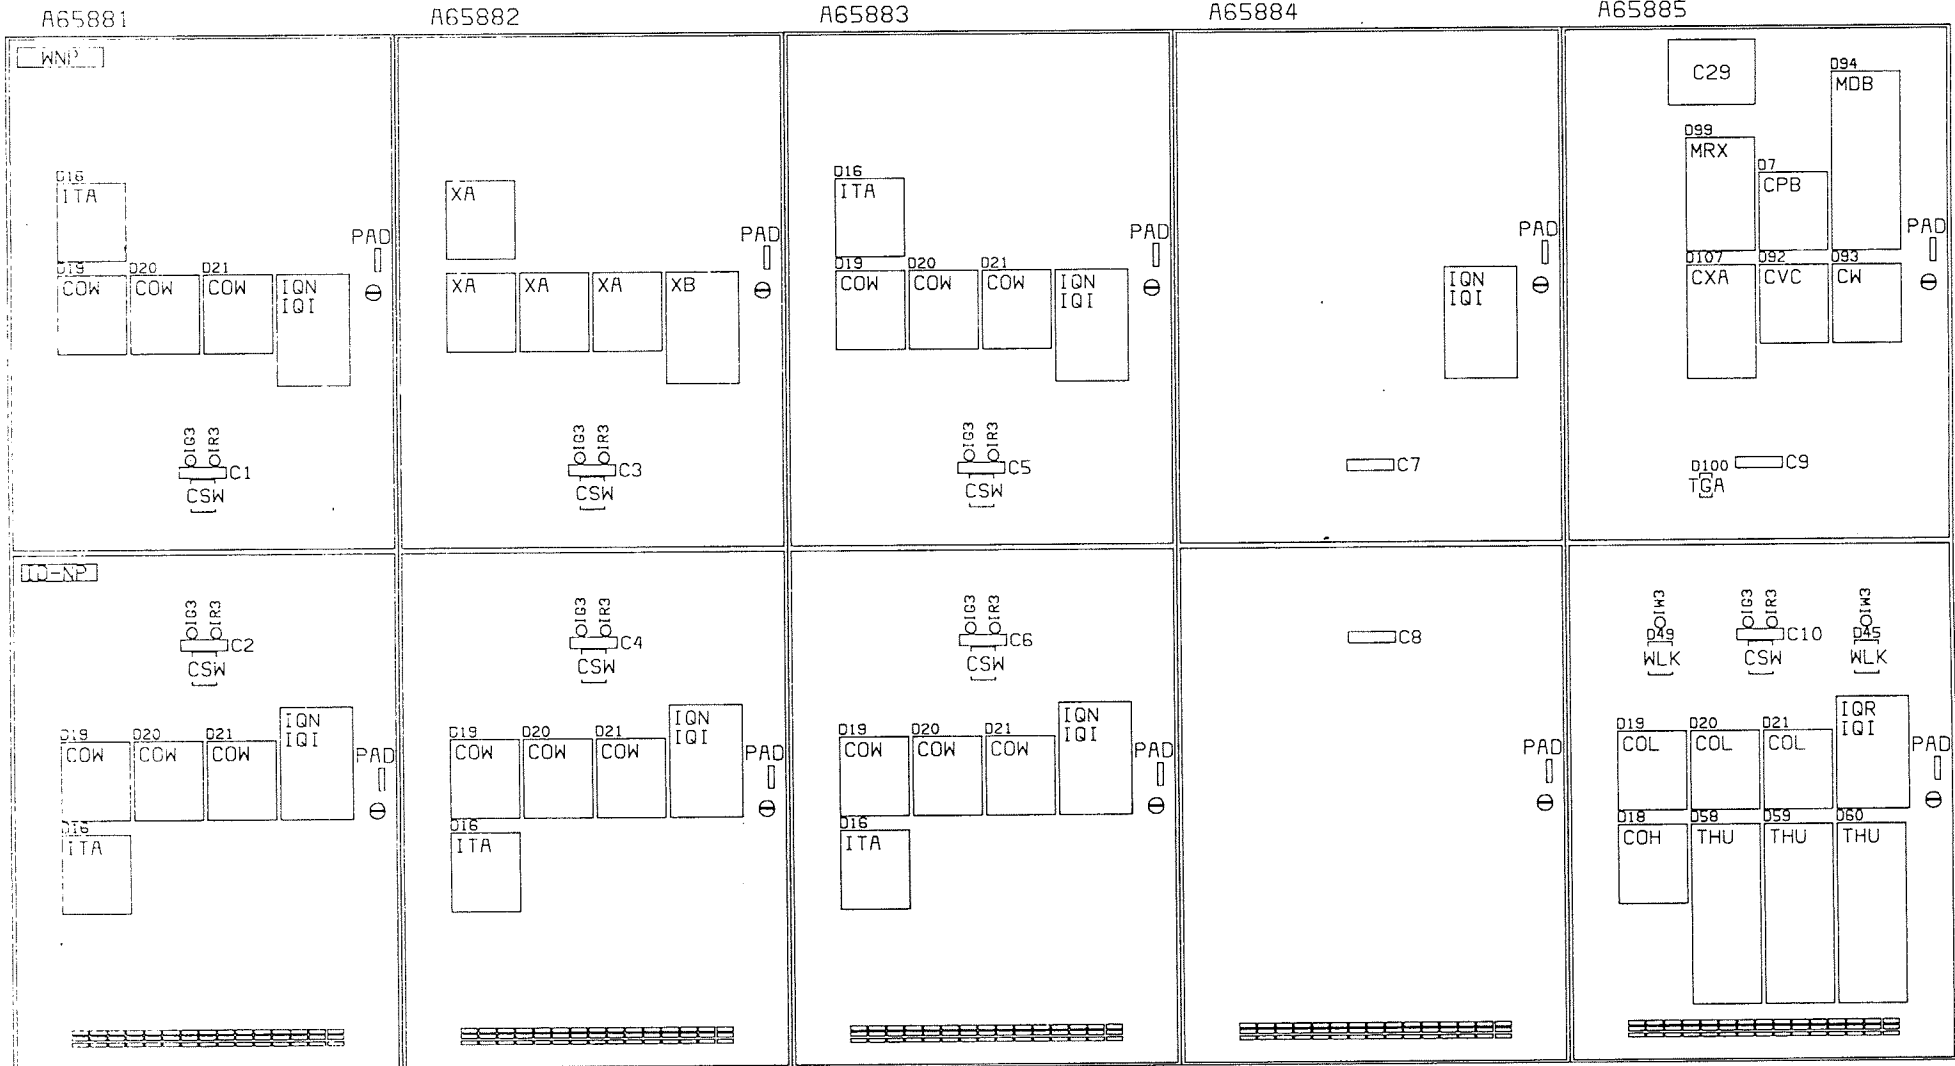 A65881
A65882
A65883
A65884
A65885
WNP
D16
ITA
PAD
D19
COW
D20
COW
D21
COW
IQN
IQI
IG3
IR3
C1
CSW
XA
PAD
XA
XA
XA
XB
IG3
IR3
C3
CSW
D16
ITA
PAD
D19
COW
D20
COW
D21
COW
IQN
IQI
IG3
IR3
C5
CSW
PAD
IQN
IQI
C7
C29
D94
MDB
D99
MRX
D7
CPB
PAD
D107
CXA
D92
CVC
D93
CW
D100
TGA
C9
ID-NP
IG3
IR3
C2
CSW
D19
COW
D20
COW
D21
COW
IQN
IQI
PAD
D16
ITA
IG3
IR3
C4
CSW
D19
COW
D20
COW
D21
COW
IQN
IQI
PAD
D16
ITA
IG3
IR3
C6
CSW
D19
COW
D20
COW
D21
COW
IQN
IQI
PAD
D16
ITA
C8
PAD
IW3
D49
WLK
IG3
IR3
C10
CSW
IW3
D45
WLK
D19
COL
D20
COL
D21
COL
IQR
IQI
PAD
D18
COH
D58
THU
D59
THU
D60
THU